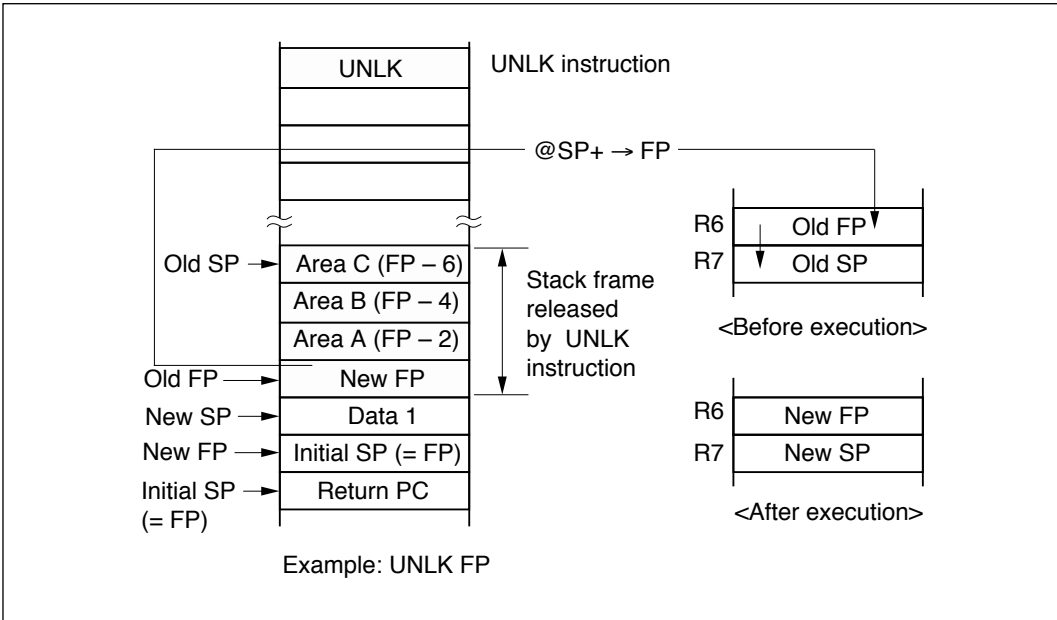 UNLK
UNLK instruction
@SP+ → FP
Old SP
Area C (FP – 6)
Area B (FP – 4)
Area A (FP – 2)
Old FP
New FP
New SP
Data 1
New FP
Initial SP (= FP)
Initial SP
(= FP)
Return PC
Stack frame
released
by UNLK
instruction
Example: UNLK FP
R6
Old FP
R7
Old SP
<Before execution>
R6
New FP
R7
New SP
<After execution>